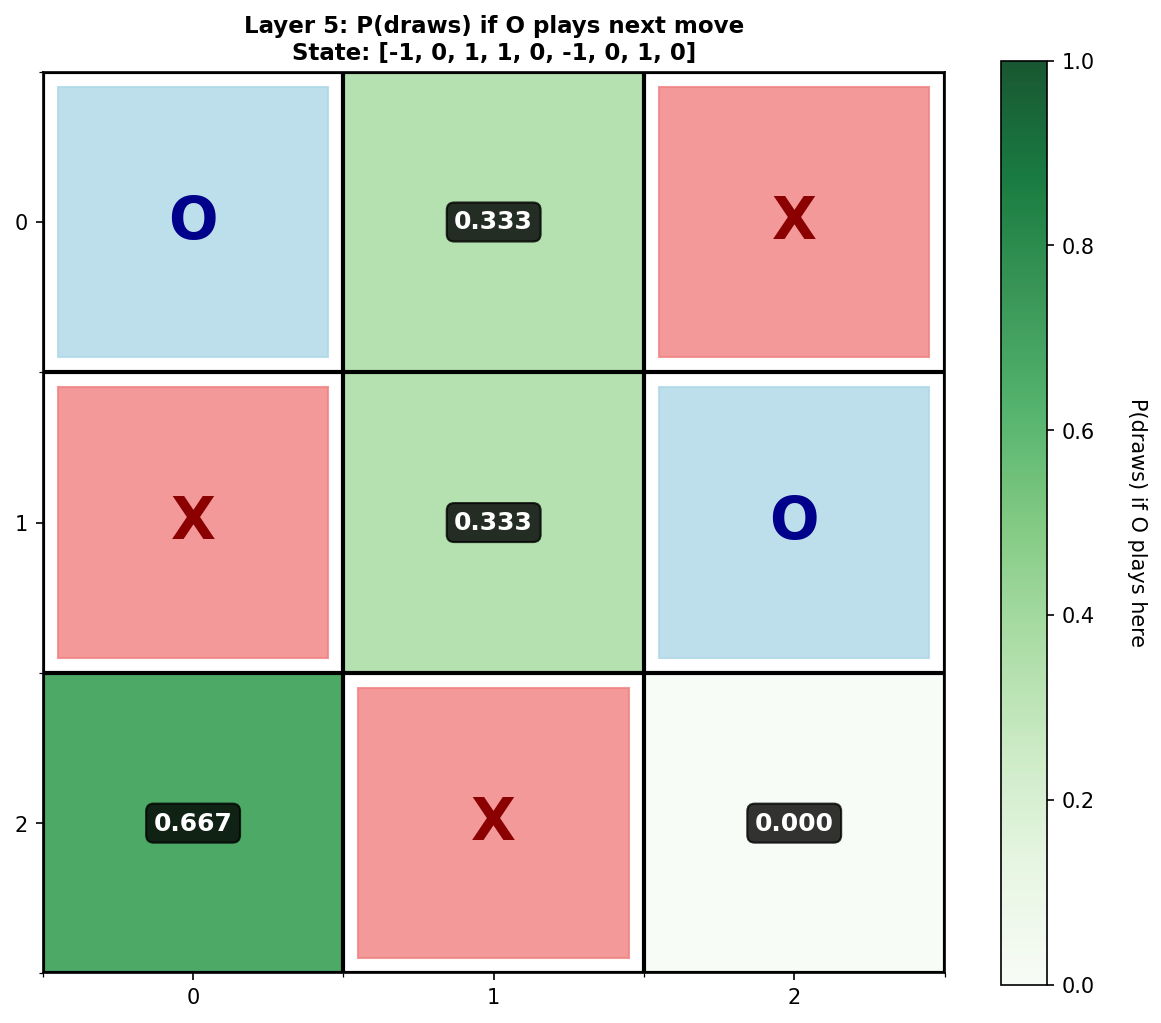 Layer 5: P(draws) if O plays next move
State: [-1, 0, 1, 1, 0, -1, 0, 1, 0]
0
O
0.333
X
1
X
0.333
O
2
0.667
X
0.000
0
1
2
1.0
0.8
0.6
0.4
0.2
0.0
P(draws) if O plays here